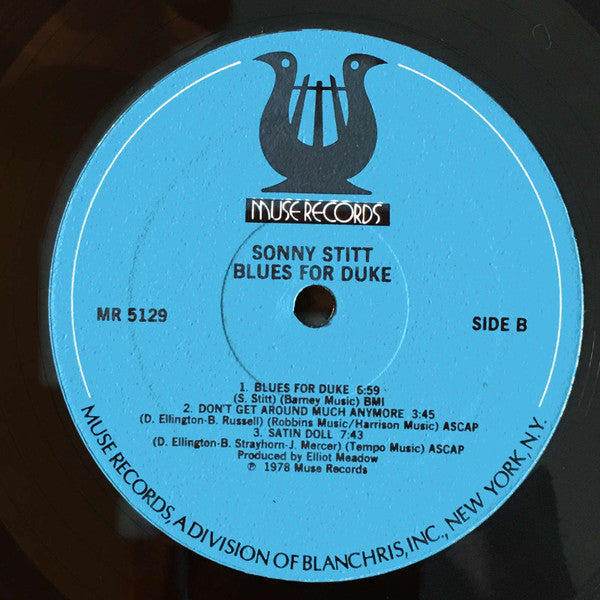 MUSE RECORDS
SONNY STITT
BLUES FOR DUKE
MR 5129
SIDE B
1. BLUES FOR DUKE 6:59
(S. Stitt) (Barney Music) BMI
2. DON'T GET AROUND MUCH ANYMORE 3:45
(D. Ellington-B. Russell) (Robbins Music/Harrison Music) ASCAP
3. SATIN DOLL 7:43
(D. Ellington-B. Strayhorn-J. Mercer) (Tempo Music) ASCAP
Produced by Elliot Meadow
℗ 1978 Muse Records
MUSE RECORDS, A DIVISION OF BLANCHRIS, INC., NEW YORK, N.Y.